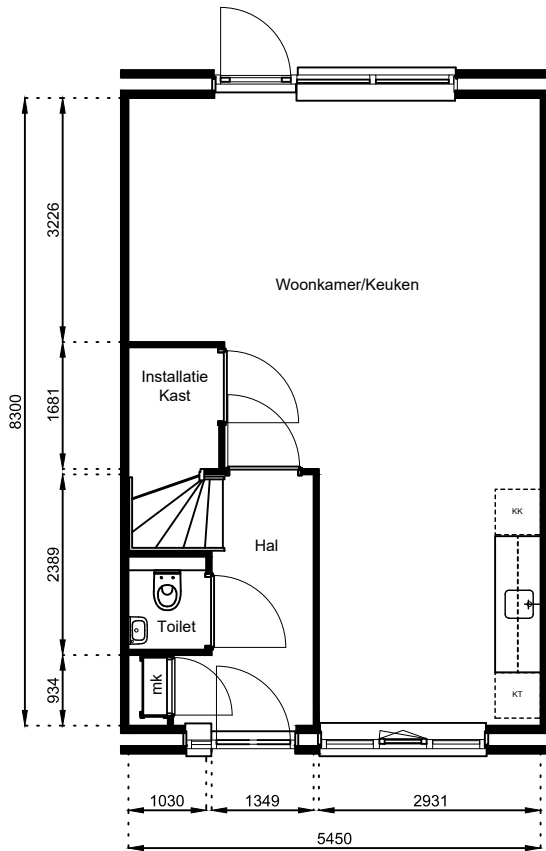 3226
Woonkamer/Keuken
Installatie
Kast
1681
8300
KK
2389
Hal
Toilet
mk
934
KT
1030
1349
2931
5450